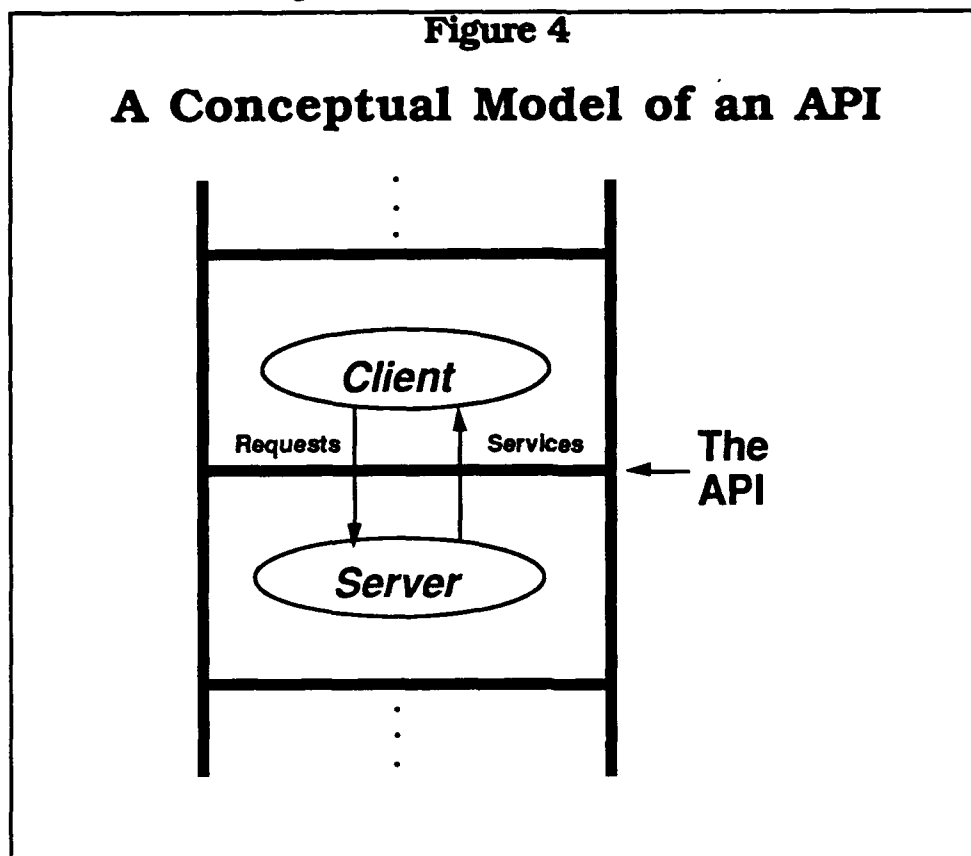 Figure 4
A Conceptual Model of an API
Client
Requests
Services
The
API
Server